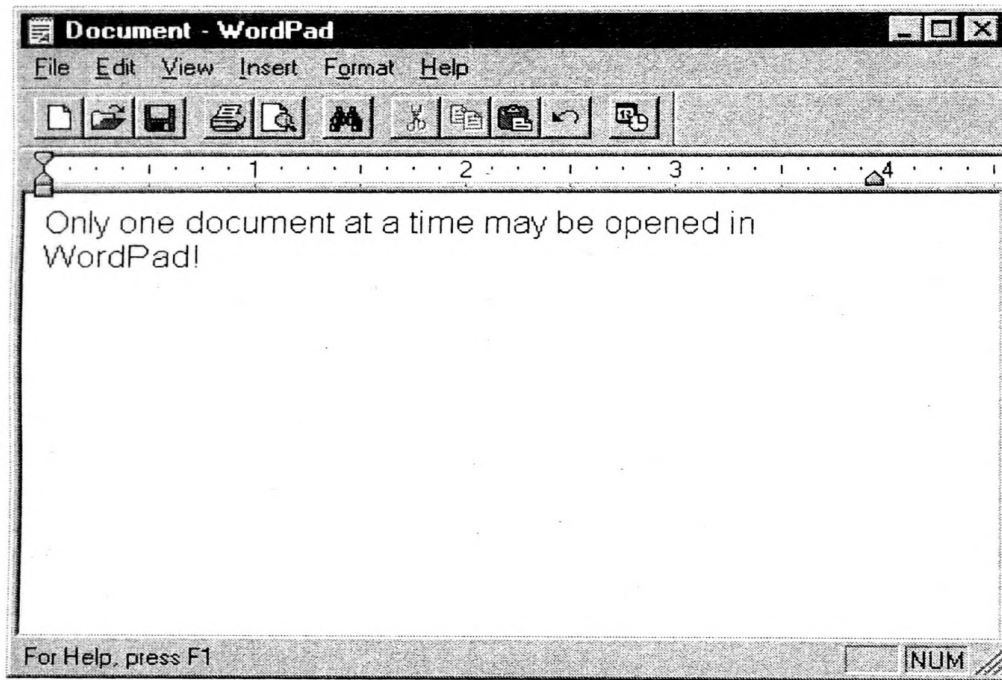 Document - WordPad
File Edit View Insert Format Help
1 2 3 4
Only one document at a time may be opened in
WordPad!
For Help, press F1 NUM